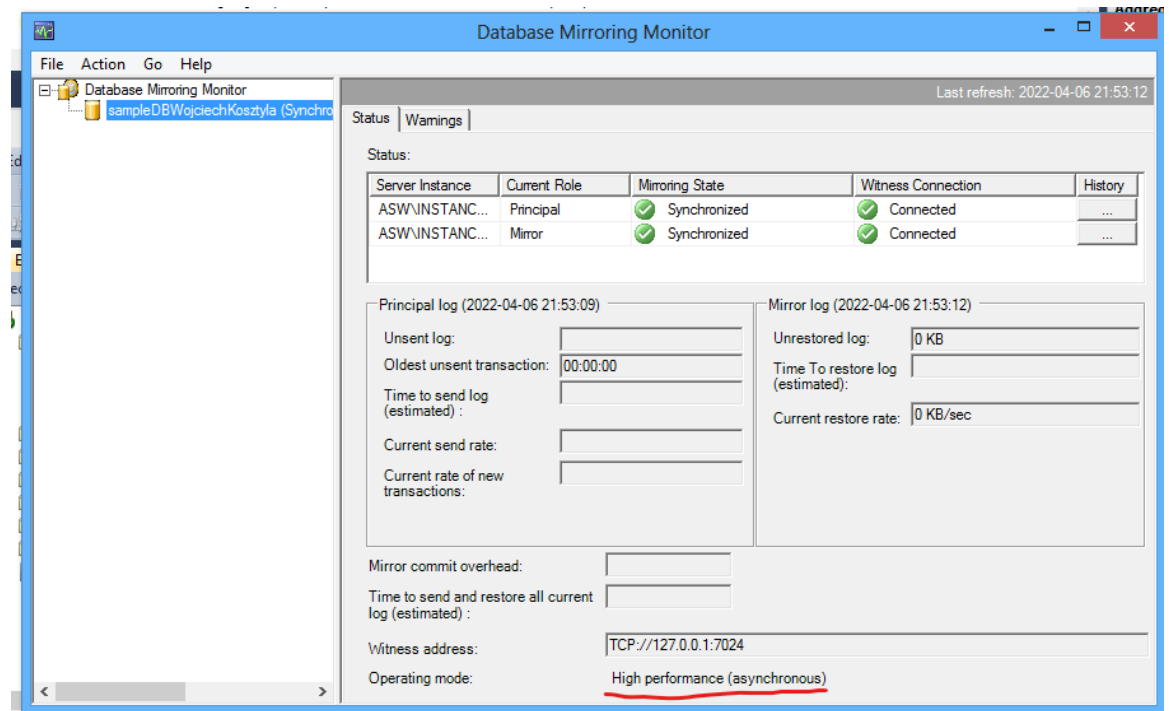 Addre
Database Mirroring Monitor
File Action Go Help
Database Mirroring Monitor
sampleDBWojciechKosztyla (Synchro
Last refresh: 2022-04-06 21:53:12
Status Warnings
Status:
Server Instance Current Role Mirroring State Witness Connection History
ASW\INSTANC... Principal Synchronized Connected ...
ASW\INSTANC... Mirror Synchronized Connected ...
Principal log (2022-04-06 21:53:09) Mirror log (2022-04-06 21:53:12)
Unsent log: Unrestored log: 0 KB
Oldest unsent transaction: 00:00:00 Time To restore log
(estimated):
Time to send log
(estimated) :
Current restore rate: 0 KB/sec
Current send rate:
Current rate of new
transactions:
Mirror commit overhead:
Time to send and restore all current
log (estimated) :
Witness address: TCP://127.0.0.1:7024
Operating mode: High performance (asynchronous)